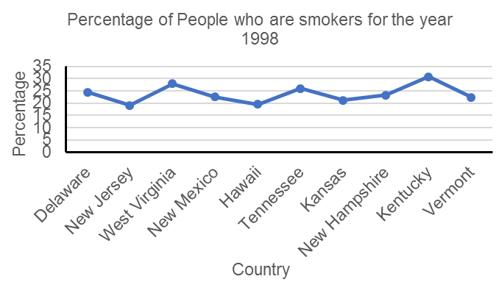 Percentage of People who are smokers for the year
1998
Percentage
35
30
25
20
15
10
5
0
Delaware
New Jersey
West Virginia
New Mexico
Hawaii
Tennessee
Kansas
New Hampshire
Kentucky
Vermont
Country